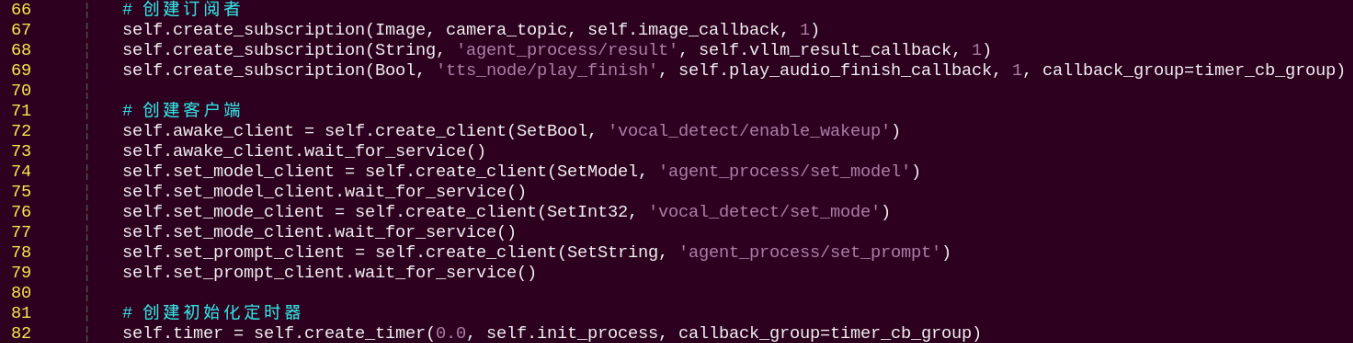 66 # 创建订阅者
67 self.create_subscription(Image, camera_topic, self.image_callback, 1)
68 self.create_subscription(String, 'agent_process/result', self.vllm_result_callback, 1)
69 self.create_subscription(Bool, 'tts_node/play_finish', self.play_audio_finish_callback, 1, callback_group=timer_cb_group)
70
71 # 创建客户端
72 self.awake_client = self.create_client(SetBool, 'vocal_detect/enable_wakeup')
73 self.awake_client.wait_for_service()
74 self.set_model_client = self.create_client(SetModel, 'agent_process/set_model')
75 self.set_model_client.wait_for_service()
76 self.set_mode_client = self.create_client(SetInt32, 'vocal_detect/set_mode')
77 self.set_mode_client.wait_for_service()
78 self.set_prompt_client = self.create_client(SetString, 'agent_process/set_prompt')
79 self.set_prompt_client.wait_for_service()
80
81 # 创建初始化定时器
82 self.timer = self.create_timer(0.0, self.init_process, callback_group=timer_cb_group)